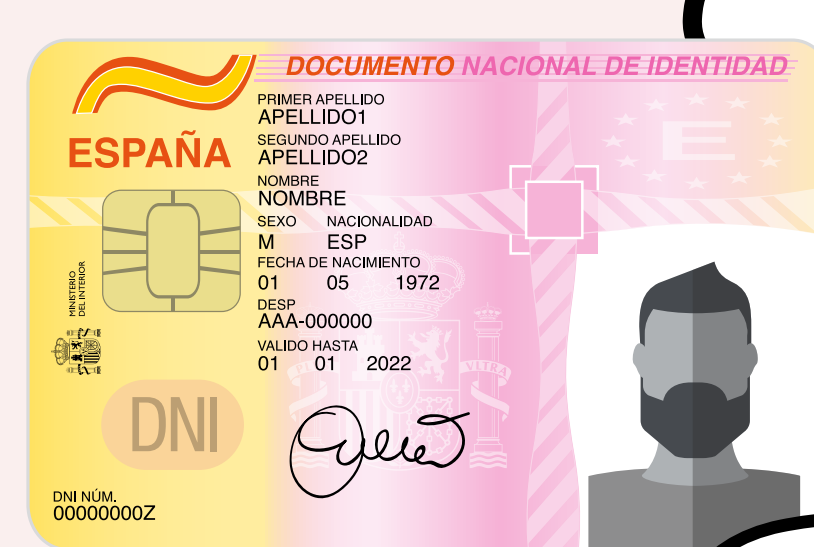 DOCUMENTO NACIONAL DE IDENTIDAD
ESPAÑA
PRIMER APELLIDO
APELLIDO1
SEGUNDO APELLIDO
APELLIDO2
NOMBRE
NOMBRE
SEXO NACIONALIDAD
M ESP
FECHA DE NACIMIENTO
01 05 1972
DESP
AAA-000000
VALIDO HASTA
01 01 2022
MINISTERIO
DEL INTERIOR
E
VLTRA
DNI
DNI NÚM.
00000000Z